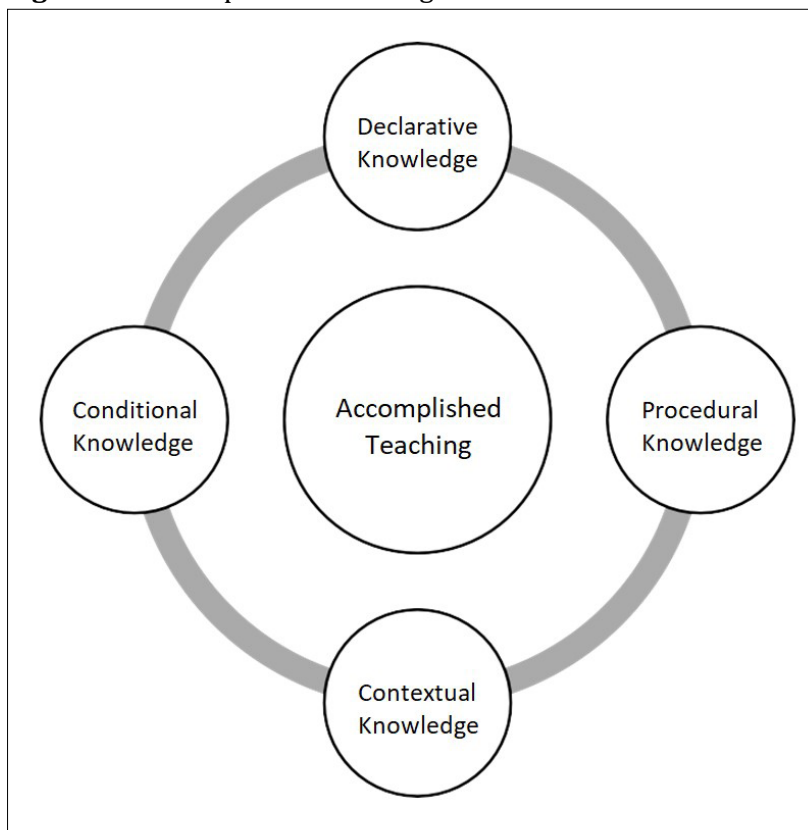 Declarative
Knowledge
Conditional
Knowledge
Accomplished
Teaching
Procedural
Knowledge
Contextual
Knowledge